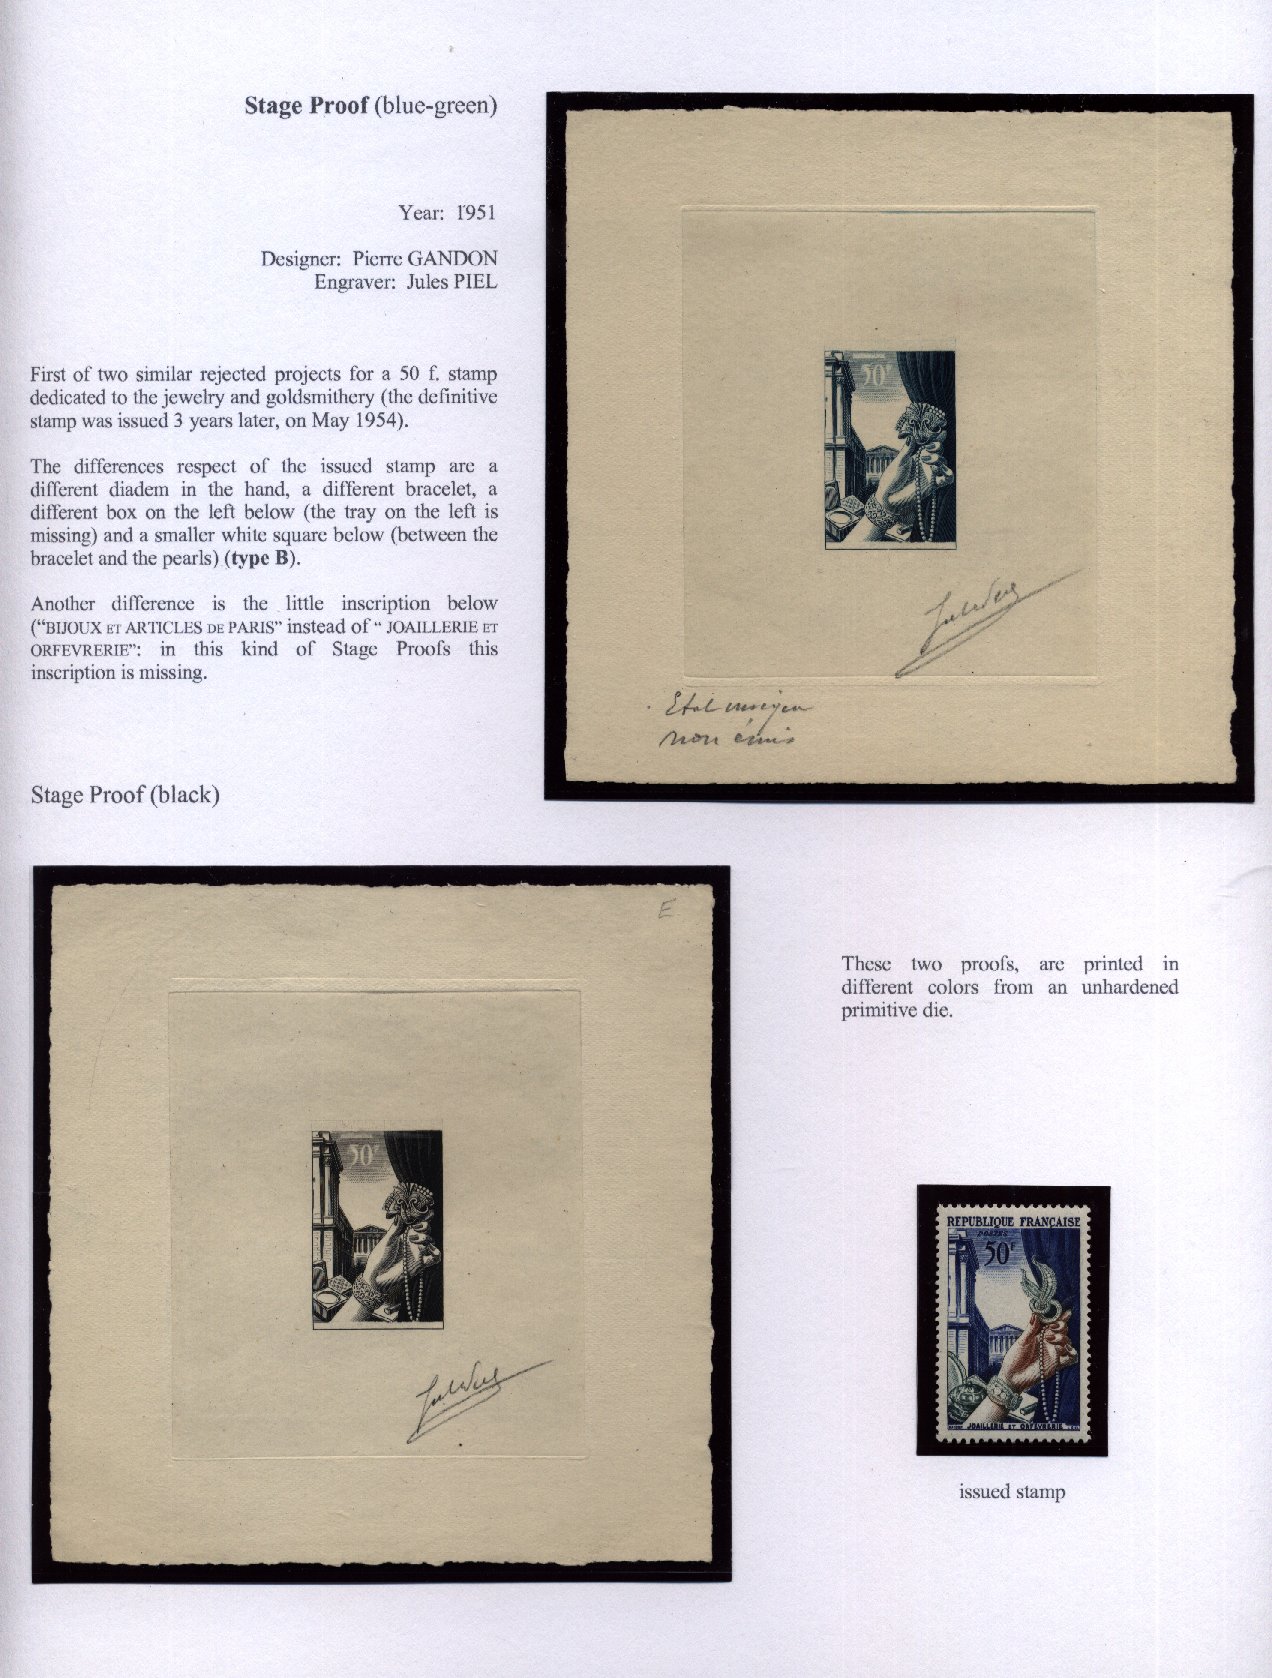 Stage Proof (blue-green)
Year: 1951
Designer: Pierre GANDON
Engraver: Jules PIEL
First of two similar rejected projects for a 50 f. stamp
dedicated to the jewelry and goldsmithery (the definitive
stamp was issued 3 years later, on May 1954).
The differences respect of the issued stamp are a
different diadem in the hand, a different bracelet, a
different box on the left below (the tray on the left is
missing) and a smaller white square below (between the
bracelet and the pearls) (type B).
Another difference is the little inscription below
("BIJOUX ET ARTICLES DE PARIS" instead of " JOAILLERIE ET
ORFEVRERIE": in this kind of Stage Proofs this
inscription is missing.
50f
Etat
non émis
Stage Proof (black)
E
50f
These two proofs, are printed in
different colors from an unhardened
primitive die.
REPUBLIQUE FRANÇAISE
POSTES
50f
JOAILLERIE ET ORFÈVRERIE
issued stamp